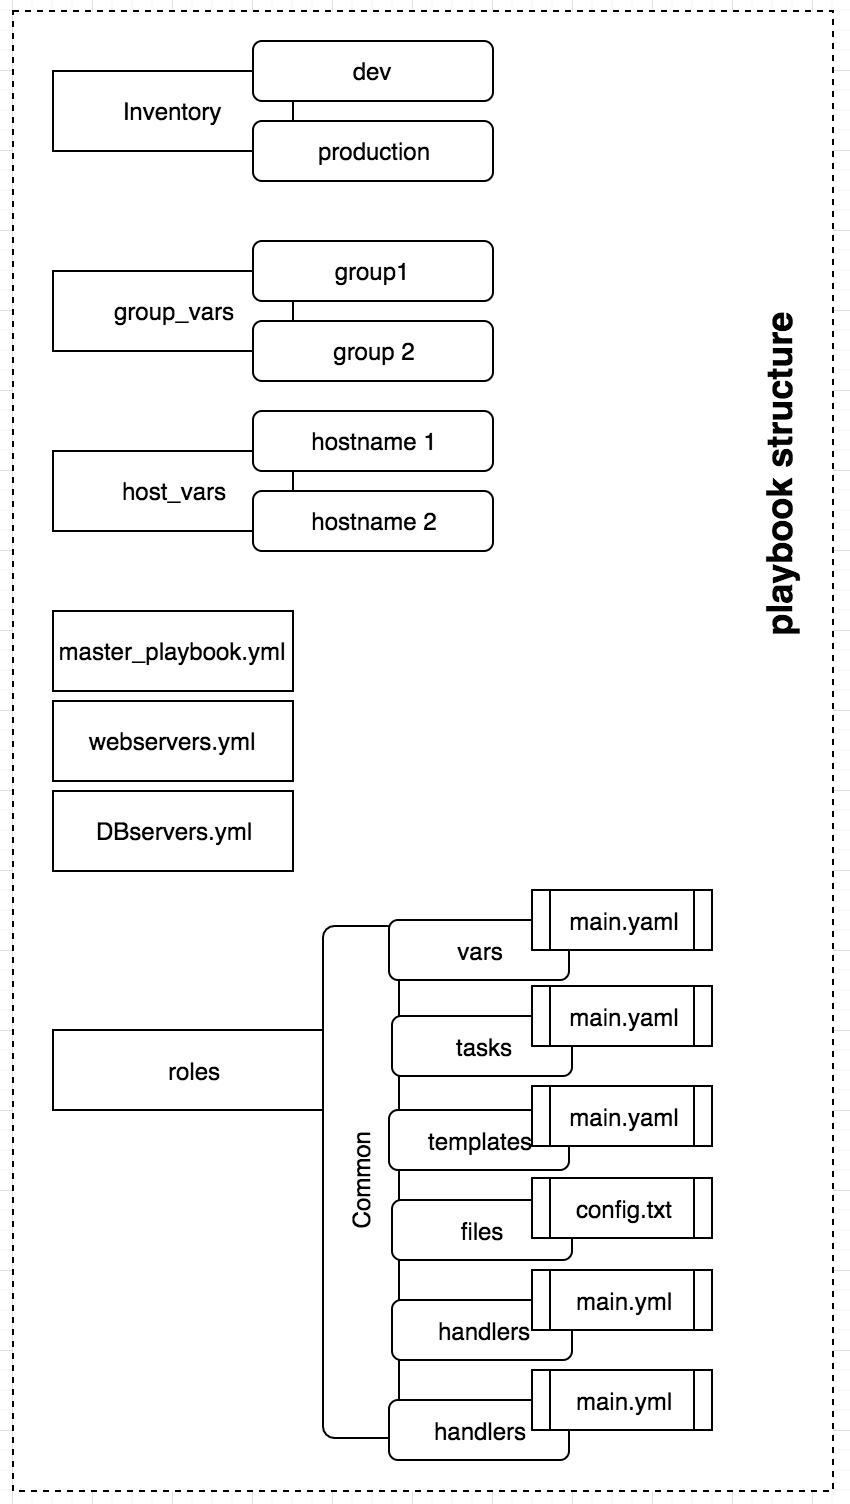 dev
Inventory
production
group1
group_vars
group 2
hostname 1
host_vars
hostname 2
playbook structure
master_playbook.yml
webservers.yml
DBservers.yml
roles
Common
vars
main.yaml
tasks
main.yaml
templates
main.yaml
files
config.txt
handlers
main.yml
handlers
main.yml